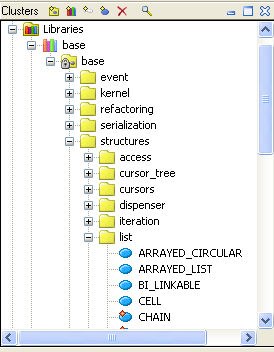 Clusters
Libraries
base
base
event
kernel
refactoring
serialization
structures
access
cursor_tree
cursors
dispenser
iteration
list
ARRAYED_CIRCULAR
ARRAYED_LIST
BI_LINKABLE
CELL
CHAIN